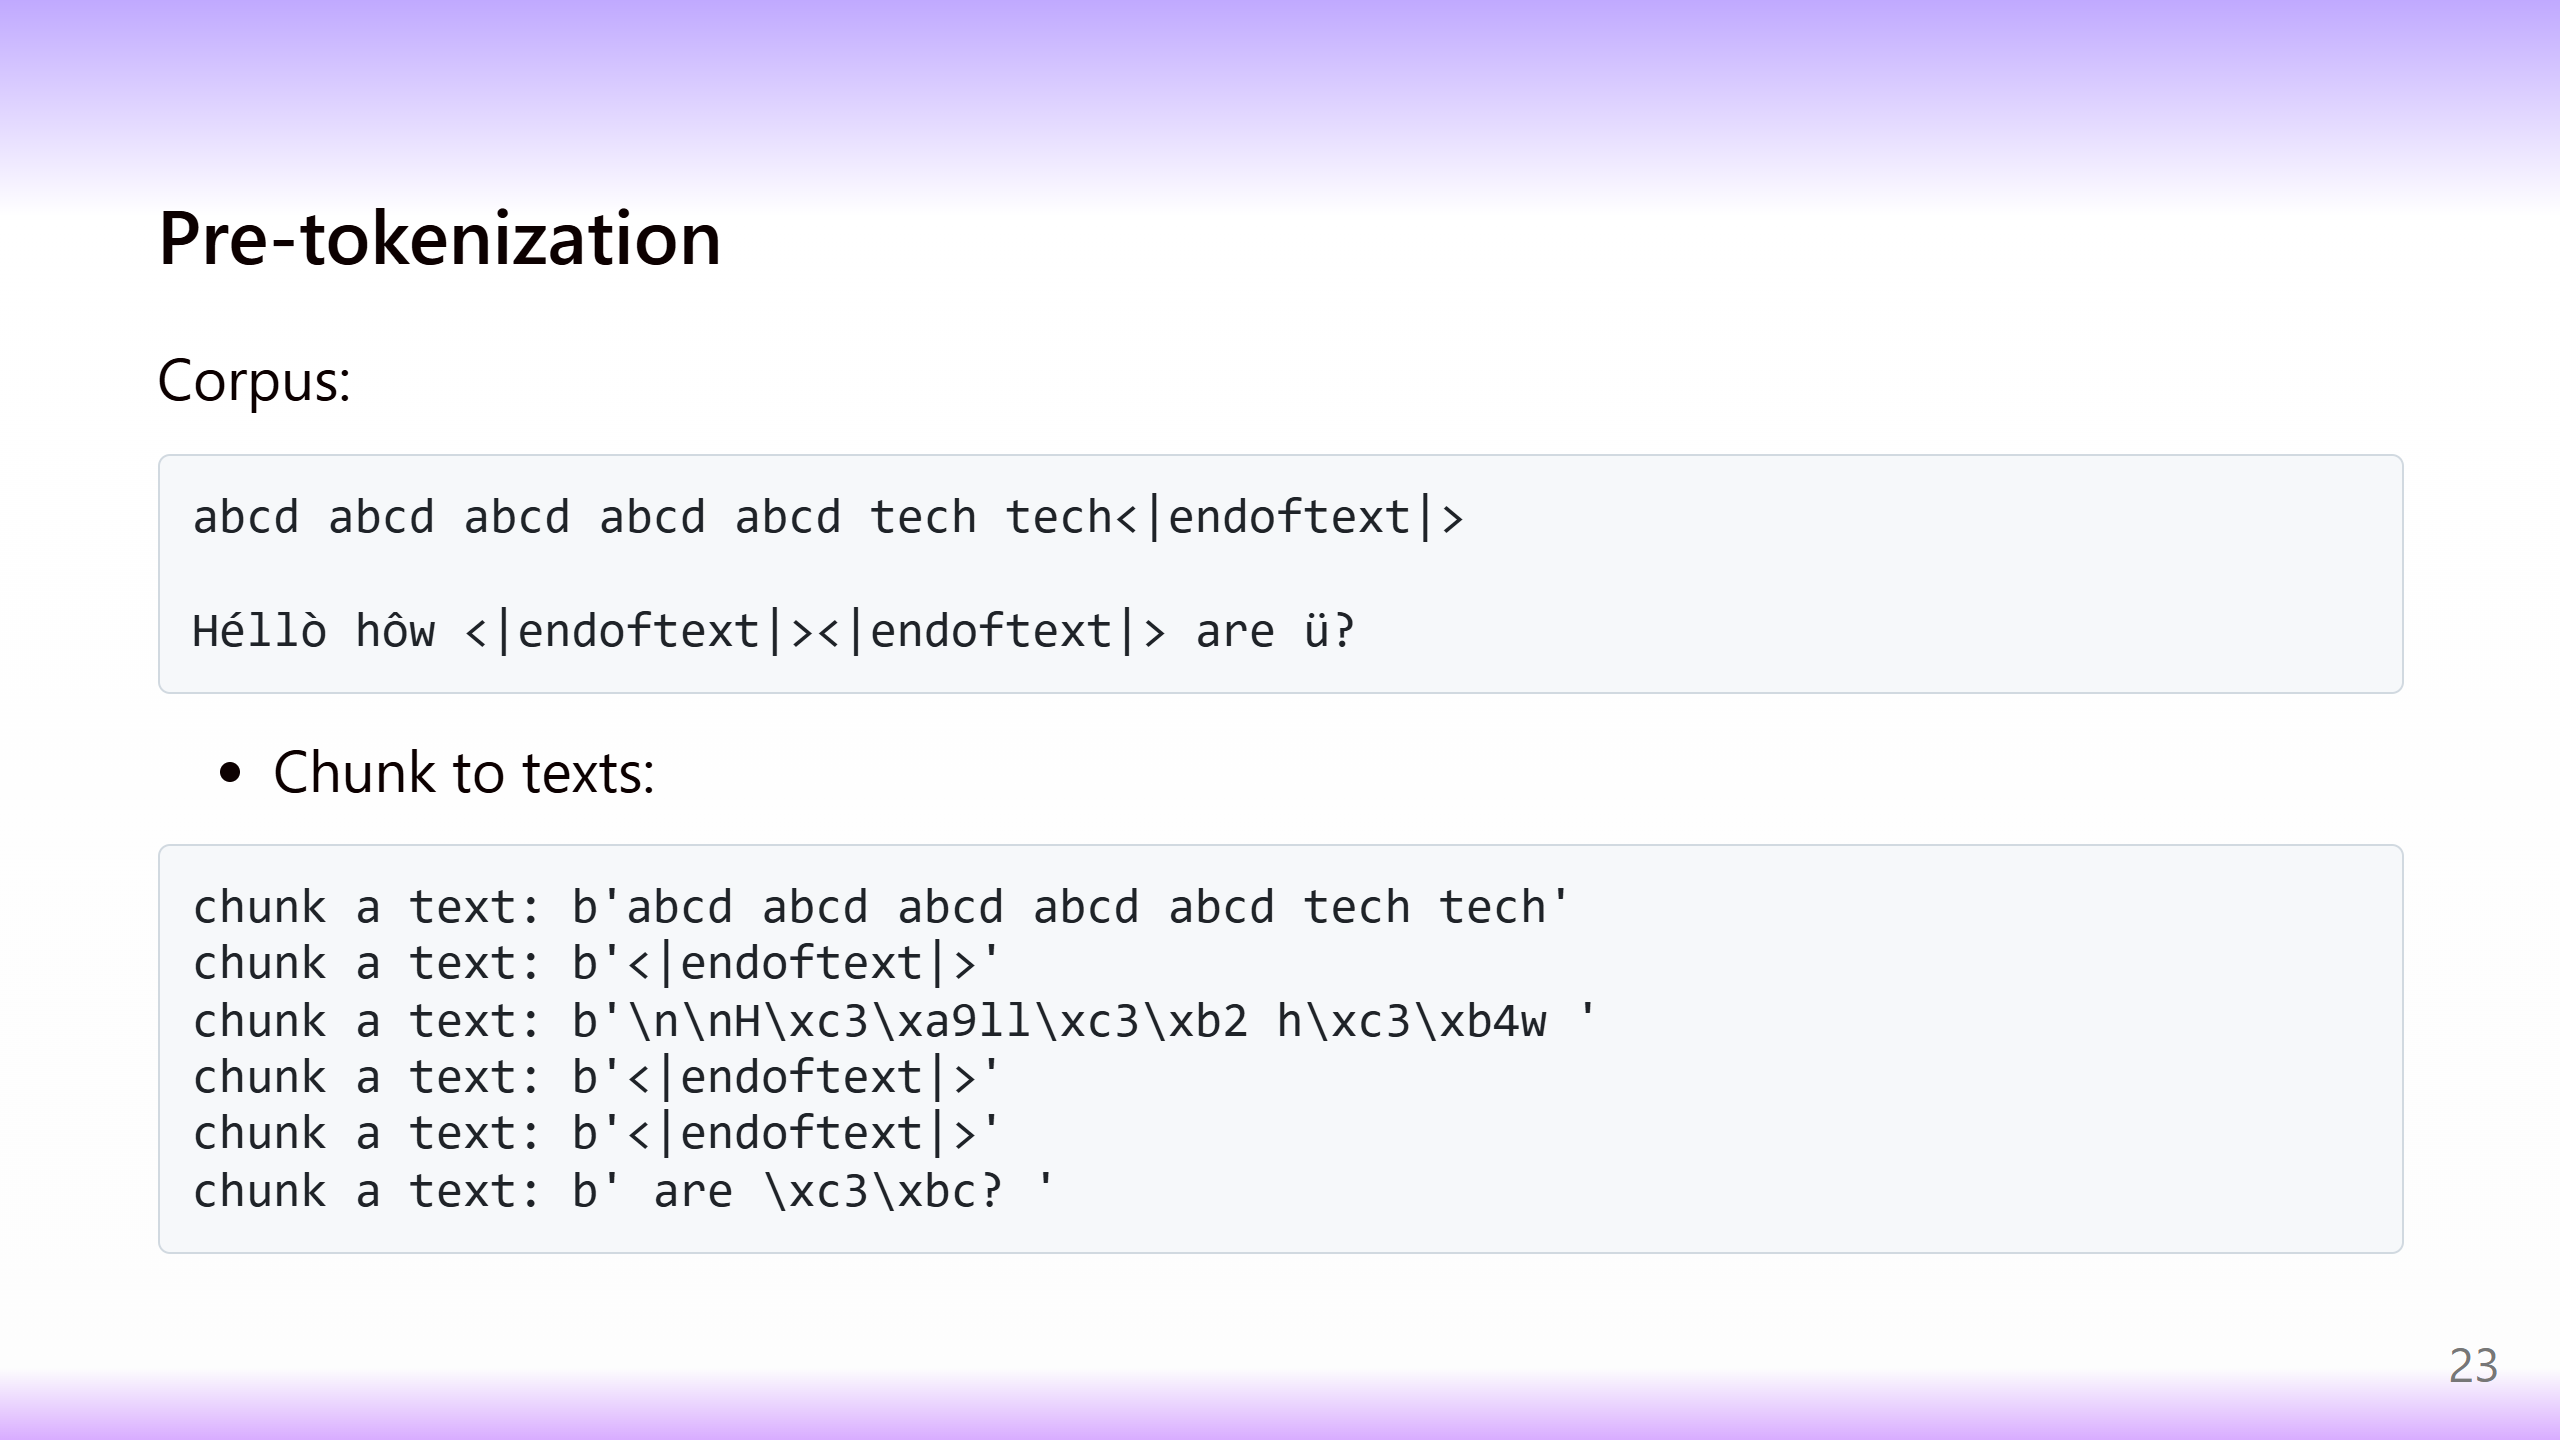 Pre-tokenization
Corpus:
abcd abcd abcd abcd abcd tech tech<|endoftext|>
Héllò hôw <|endoftext|><|endoftext|> are ü?
• Chunk to texts:
chunk a text: b'abcd abcd abcd abcd abcd tech tech'
chunk a text: b'<|endoftext|>'
chunk a text: b'\n\nH\xc3\xa9ll\xc3\xb2 h\xc3\xb4w '
chunk a text: b'<|endoftext|>'
chunk a text: b'<|endoftext|>'
chunk a text: b' are \xc3\xbc? '
23